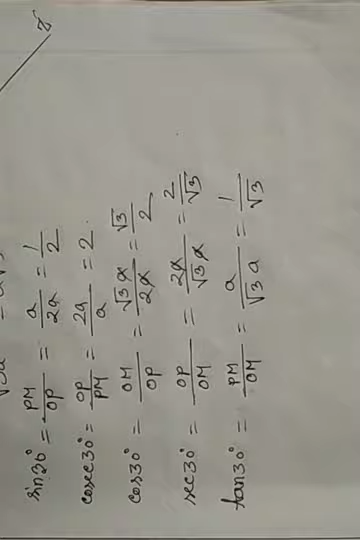 sin30° = PM/OP = a/2a = 1/2
cosec30° = OP/PM = 2a/a = 2.
cos30° = OM/OP = √3a/2a = √3/2
sec30° = OP/OM = 2a/√3a = 2/√3
tan30° = PM/OM = a/√3a = 1/√3